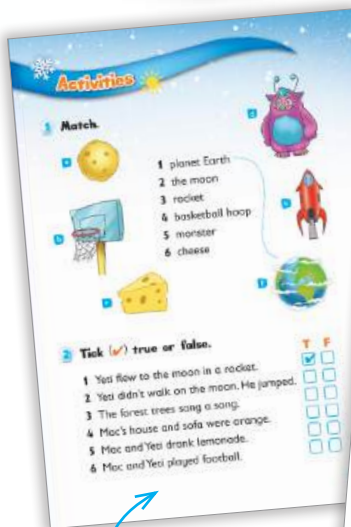 Activities
1 Match.
a
d
1 planet Earth
2 the moon
3 rocket
4 basketball hoop
5 monster
6 cheese
b
c
f
2 Tick (✓) true or false.
T F
1 Yeti flew to the moon in a rocket.
2 Yeti didn't walk on the moon. He jumped.
3 The forest trees sang a song.
4 Mac's house and sofa were orange.
5 Mac and Yeti drank lemonade.
6 Mac and Yeti played football.